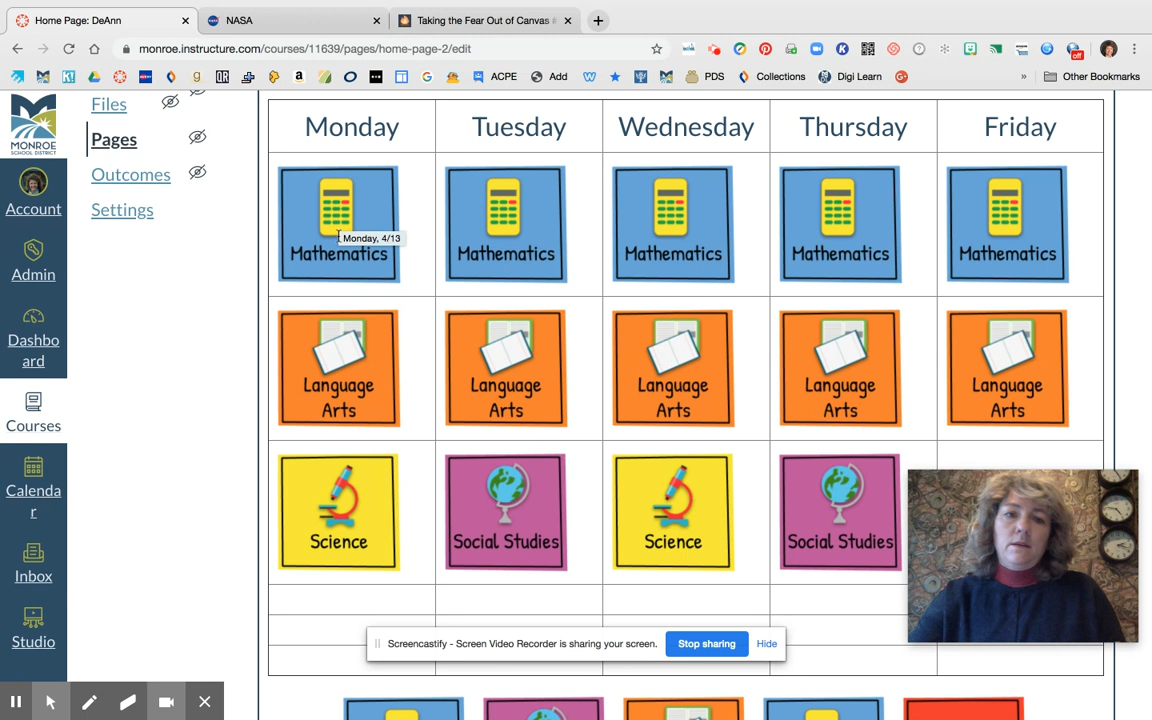 Home Page: DeAnn
NASA
Taking the Fear Out of Canvas
monroe.instructure.com/courses/11639/pages/home-page-2/edit
ACPE
Add
PDS
Collections
Digi Learn
off
»
Other Bookmarks
MONROE
SCHOOL DISTRICT
Account
Admin
Dashbo
ard
Courses
Calenda
r
Inbox
Studio
Files
Pages
Outcomes
Settings
Monday Tuesday Wednesday Thursday Friday
Mathematics Mathematics Mathematics Mathematics Mathematics
Monday, 4/13
Language Language Language Language Language
Arts Arts Arts Arts Arts
Science Social Studies Science Social Studies
Screencastify - Screen Video Recorder is sharing your screen. Stop sharing Hide